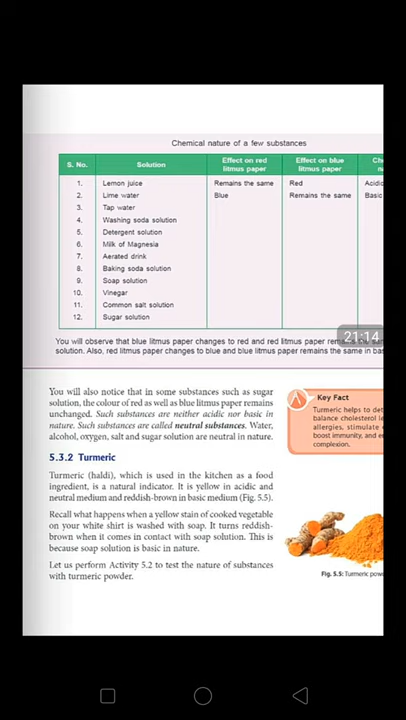 Chemical nature of a few substances
S. No. Solution Effect on red litmus paper Effect on blue litmus paper
1. Lemon juice Remains the same Red Acidic
2. Lime water Blue Remains the same Basic
3. Tap water
4. Washing soda solution
5. Detergent solution
6. Milk of Magnesia
7. Aerated drink
8. Baking soda solution
9. Soap solution
10. Vinegar
11. Common salt solution
12. Sugar solution
You will observe that blue litmus paper changes to red and red litmus paper remains the
21:14
solution. Also, red litmus paper changes to blue and blue litmus paper remains the same in
You will also notice that in some substances such as sugar
solution, the colour of red as well as blue litmus paper remains
unchanged. Such substances are neither acidic nor basic in
nature. Such substances are called neutral substances. Water,
alcohol, oxygen, salt and sugar solution are neutral in nature.
5.3.2 Turmeric
Turmeric (haldi), which is used in the kitchen as a food
ingredient, is a natural indicator. It is yellow in acidic and
neutral medium and reddish-brown in basic medium (Fig. 5.5).
Recall what happens when a yellow stain of cooked vegetable
on your white shirt is washed with soap. It turns reddish-
brown when it comes in contact with soap solution. This is
because soap solution is basic in nature.
Let us perform Activity 5.2 to test the nature of substances
with turmeric powder.
Key Fact
Turmeric helps to
balance cholesterol
allergies, stimulate
boost immunity, and
complexion.
Fig. 5.5: Turmeric